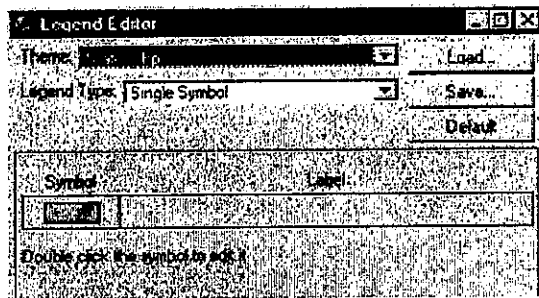 Legend Editor
Theme:
Load...
Legend Type: Single Symbol
Save...
Default
Symbol Label
Double click the symbol to edit it